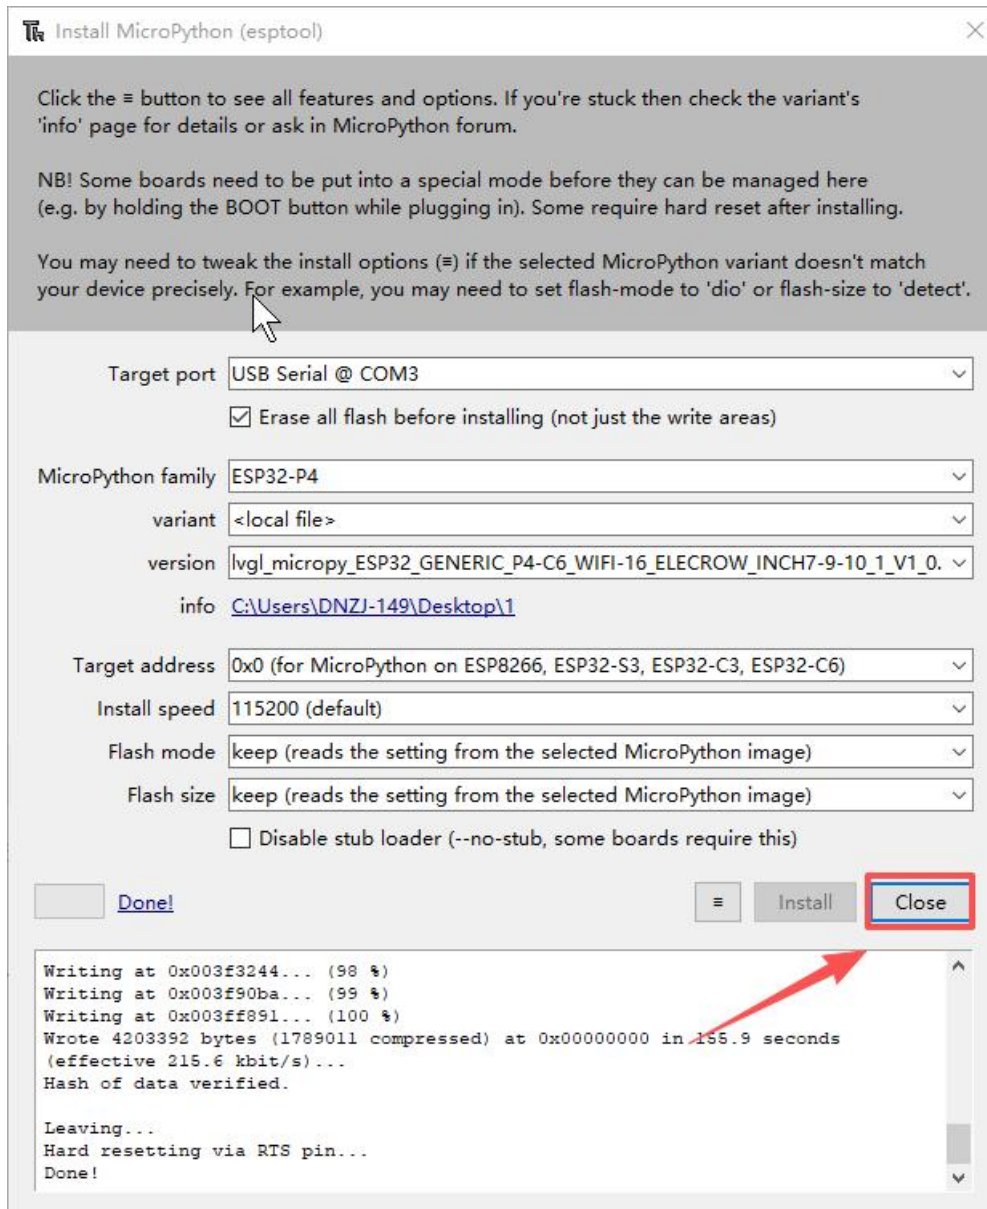 Install MicroPython (esptool)
Click the ≡ button to see all features and options. If you're stuck then check the variant's
'info' page for details or ask in MicroPython forum.
NB! Some boards need to be put into a special mode before they can be managed here
(e.g. by holding the BOOT button while plugging in). Some require hard reset after installing.
You may need to tweak the install options (≡) if the selected MicroPython variant doesn't match
your device precisely. For example, you may need to set flash-mode to 'dio' or flash-size to 'detect'.
Target port USB Serial @ COM3
Erase all flash before installing (not just the write areas)
MicroPython family ESP32-P4
variant <local file>
version lvgl_micropy_ESP32_GENERIC_P4-C6_WIFI-16_ELECROW_INCH7-9-10_1_V1_0.
info C:\Users\DNZJ-149\Desktop\1
Target address 0x0 (for MicroPython on ESP8266, ESP32-S3, ESP32-C3, ESP32-C6)
Install speed 115200 (default)
Flash mode keep (reads the setting from the selected MicroPython image)
Flash size keep (reads the setting from the selected MicroPython image)
Disable stub loader (--no-stub, some boards require this)
Done! ≡ Install Close
Writing at 0x003f3244... (98 %)
Writing at 0x003f90ba... (99 %)
Writing at 0x003ff891... (100 %)
Wrote 4203392 bytes (1789011 compressed) at 0x00000000 in 155.9 seconds
(effective 215.6 kbit/s)...
Hash of data verified.
Leaving...
Hard resetting via RTS pin...
Done!